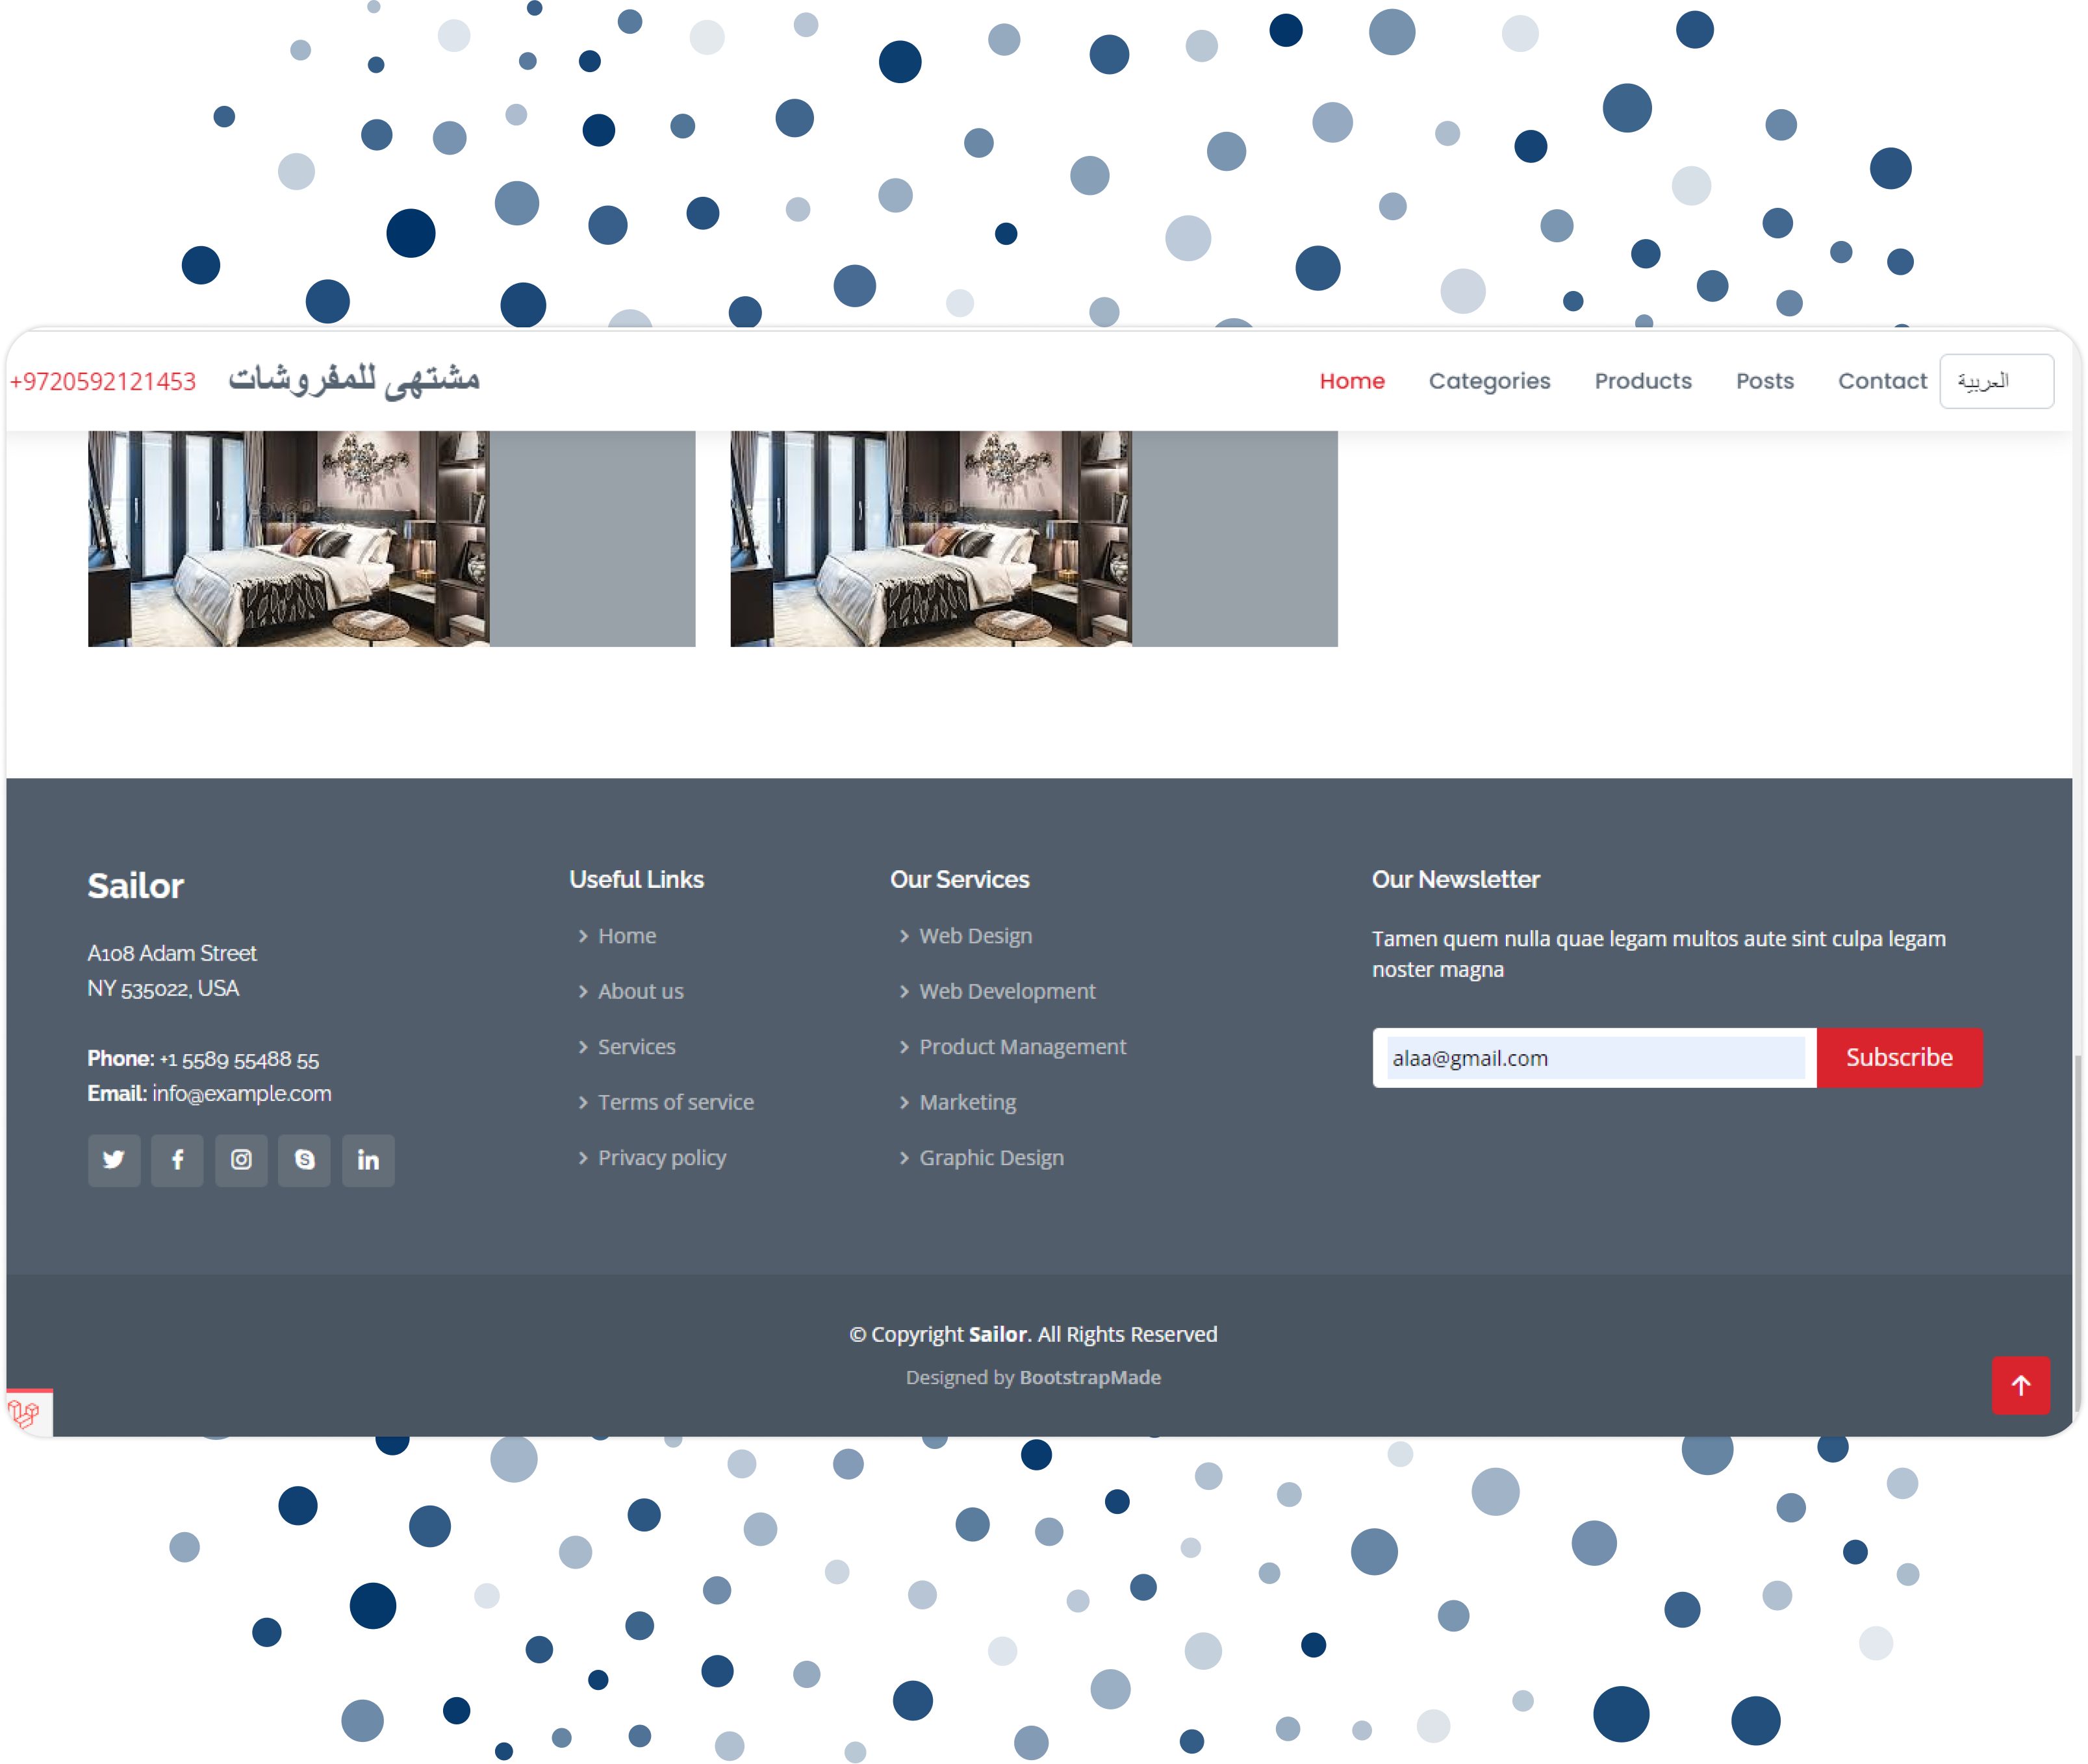 +9720592121453
مشتهى للمفروشات
Home
Categories
Products
Posts
Contact
العربية
Sailor
A108 Adam Street
NY 535022, USA
Phone: +1 5589 55488 55
Email: info@example.com
Useful Links
Home
About us
Services
Terms of service
Privacy policy
Our Services
Web Design
Web Development
Product Management
Marketing
Graphic Design
Our Newsletter
Tamen quem nulla quae legam multos aute sint culpa legam
noster magna
alaa@gmail.com
Subscribe
© Copyright Sailor. All Rights Reserved
Designed by BootstrapMade